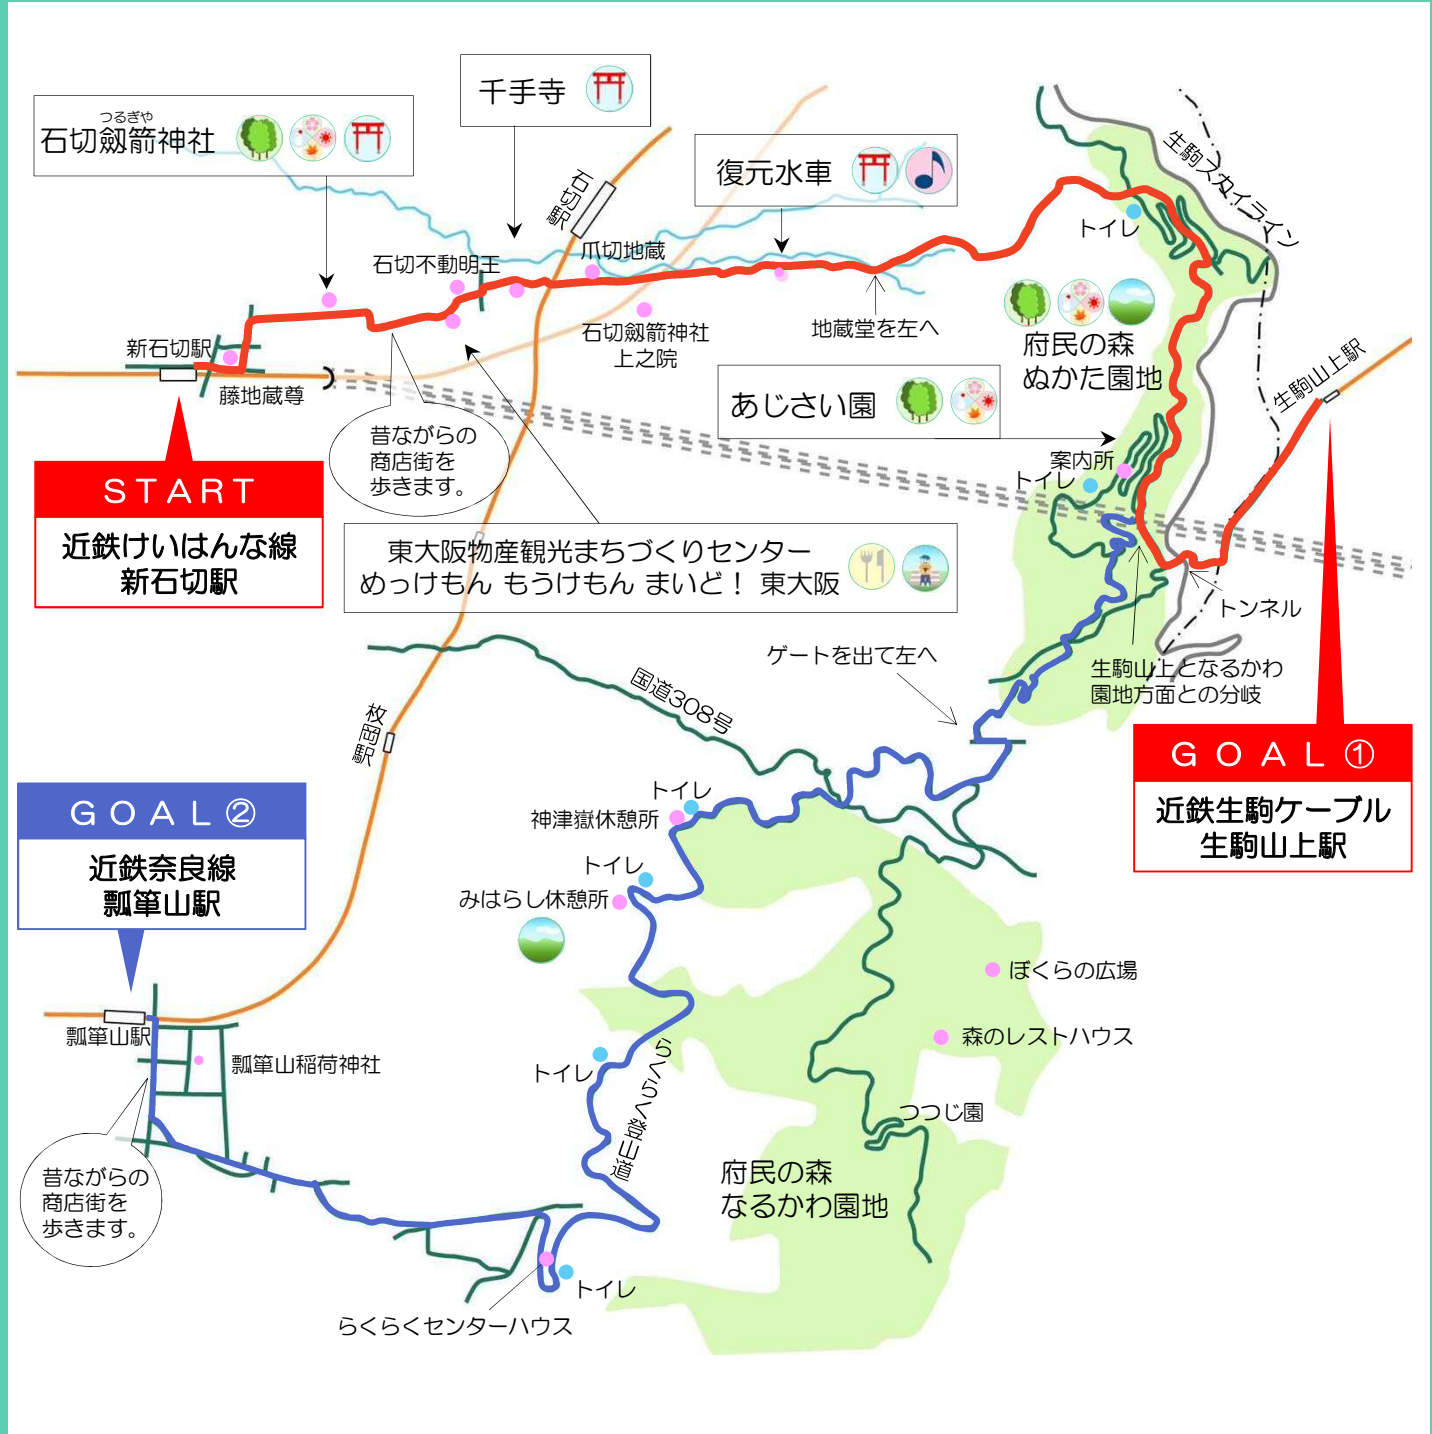 千手寺
つるぎや
石切劔箭神社
復元水車
石切駅
生駒スカイライン
トイレ
石切不動明王
爪切地蔵
地蔵堂を左へ
石切劔箭神社
上之院
新石切駅
藤地蔵尊
府民の森
ぬかた園地
生駒山上駅
あじさい園
昔ながらの
商店街を
歩きます。
案内所
トイレ
START
近鉄けいはんな線
新石切駅
東大阪物産観光まちづくりセンター
めっけもん もうけもん まいど！ 東大阪
トンネル
ゲートを出て左へ
生駒山上となるかわ
園地方面との分岐
国道308号
枚岡駅
GOAL①
近鉄生駒ケーブル
生駒山上駅
GOAL②
近鉄奈良線
瓢箪山駅
トイレ
神津嶽休憩所
トイレ
みはらし休憩所
ぼくらの広場
森のレストハウス
瓢箪山駅
瓢箪山稲荷神社
トイレ
らくらく登山道
つつじ園
府民の森
なるかわ園地
昔ながらの
商店街を
歩きます。
トイレ
らくらくセンターハウス